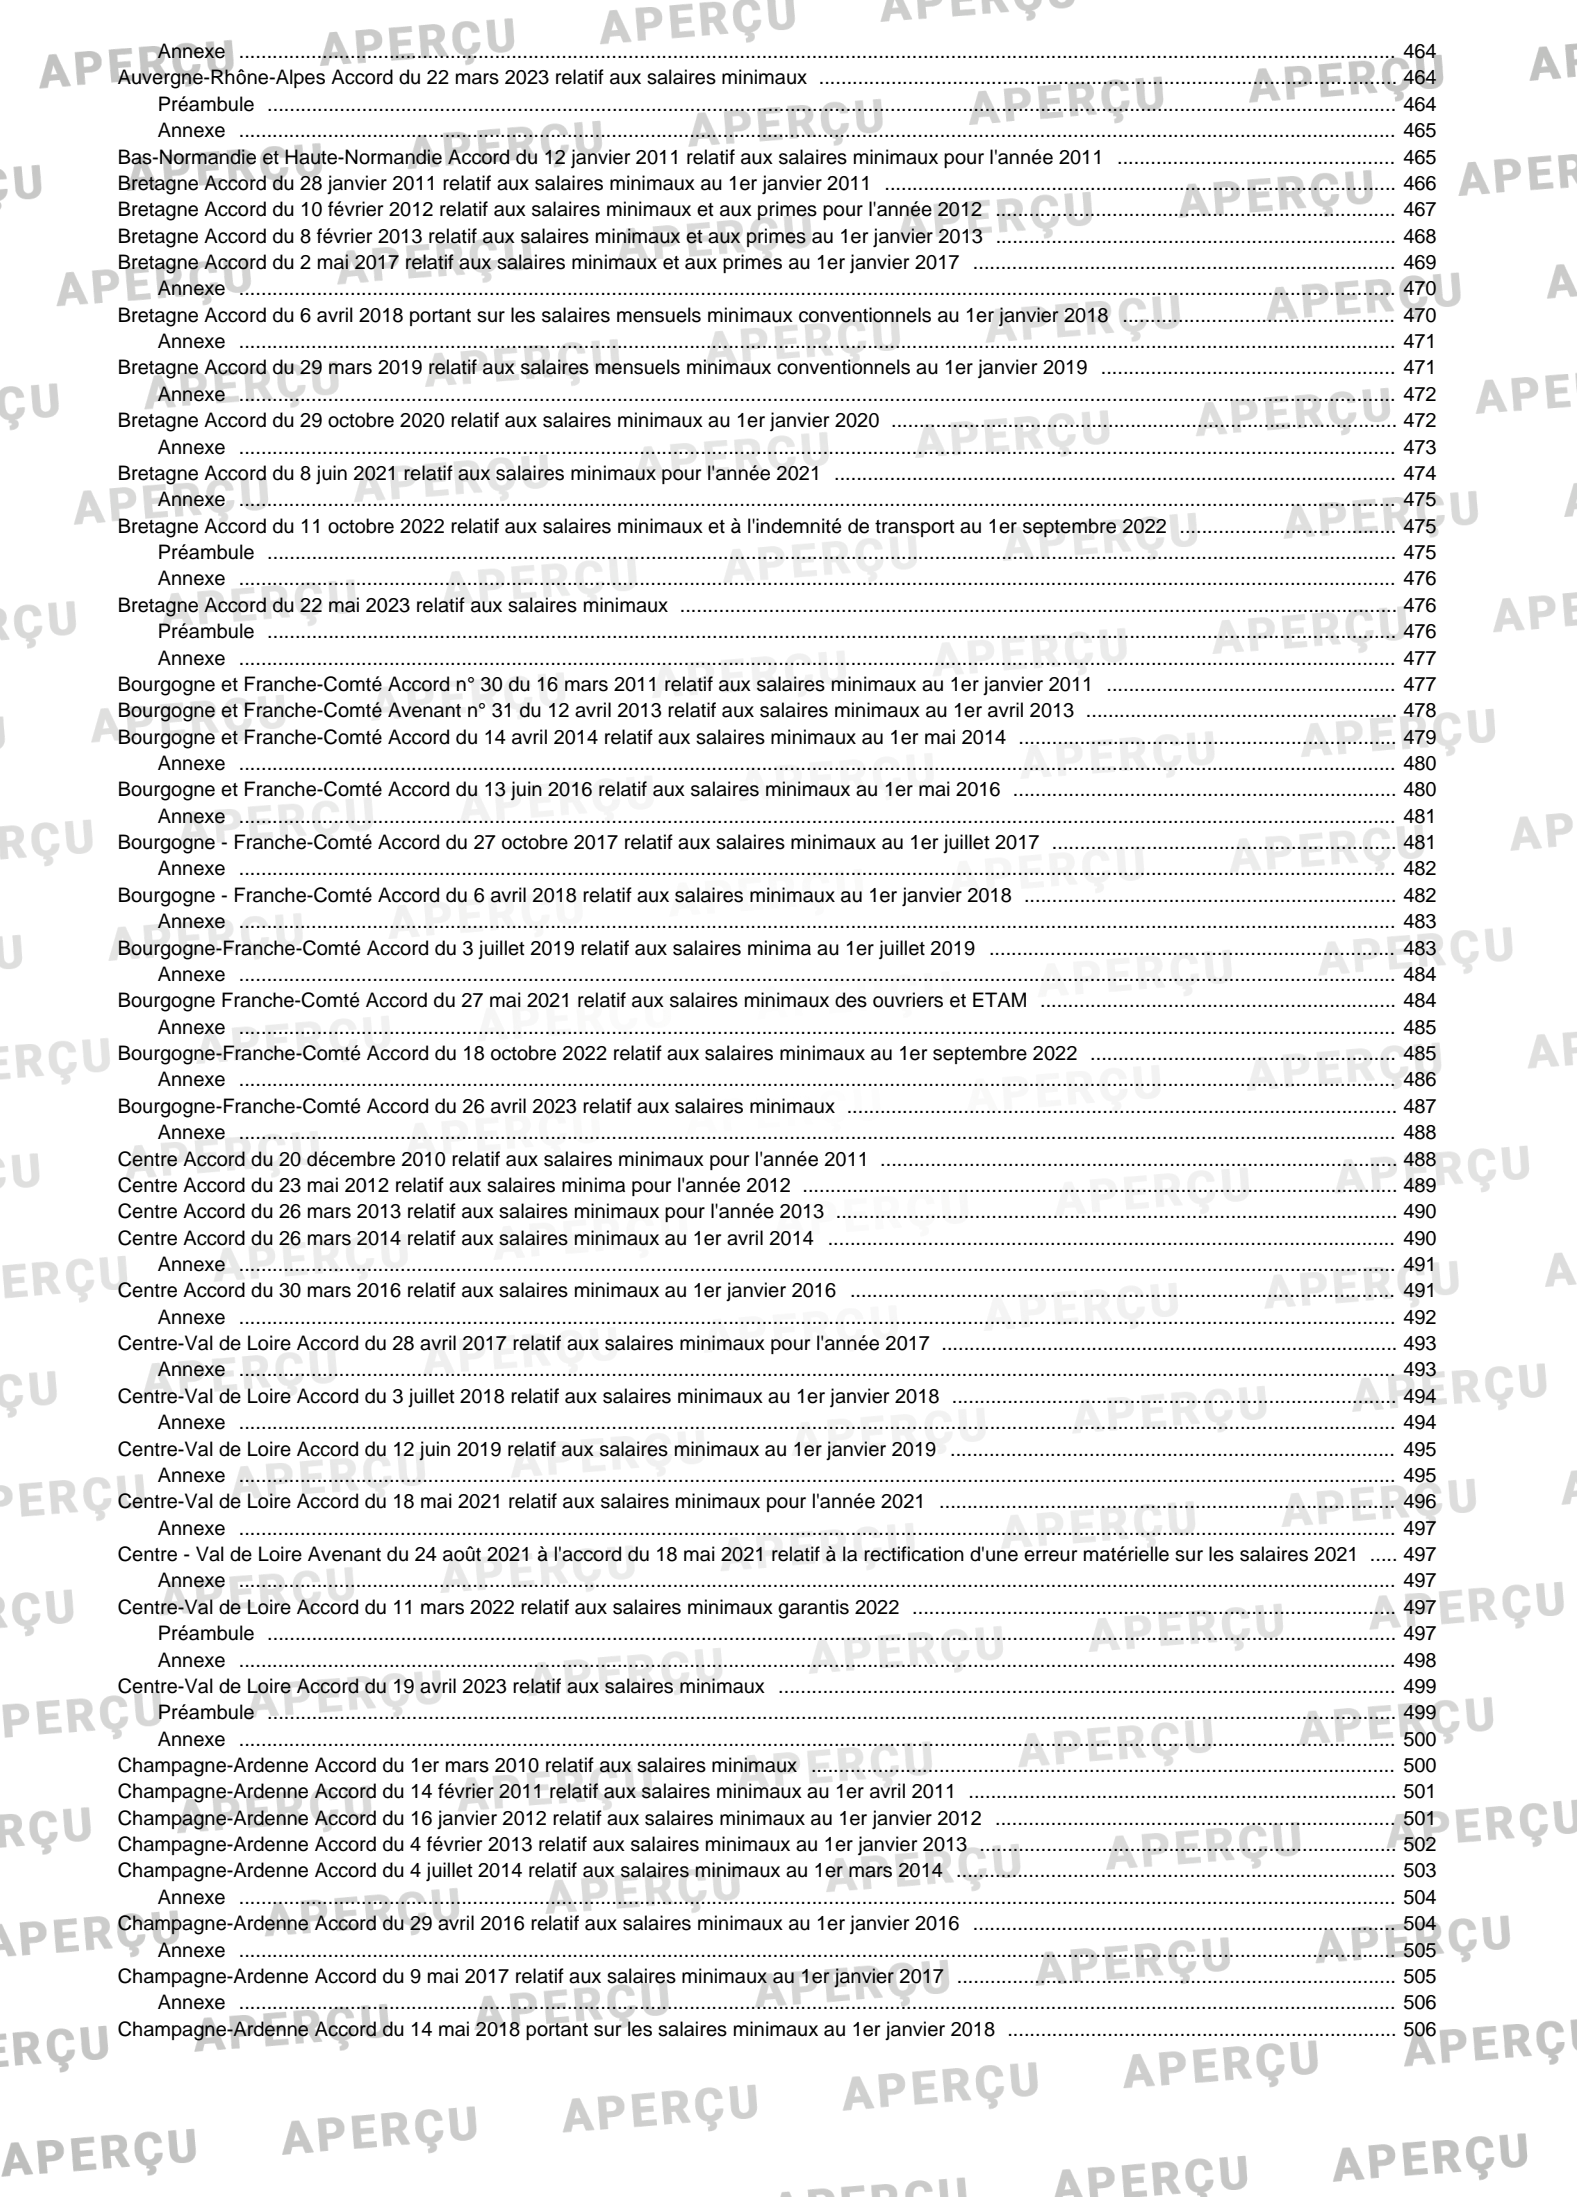 Annexe ........ 464
Auvergne-Rhône-Alpes Accord du 22 mars 2023 relatif aux salaires minimaux ........ 464
Préambule ........ 464
Annexe ........ 465
Bas-Normandie et Haute-Normandie Accord du 12 janvier 2011 relatif aux salaires minimaux pour l'année 2011 ........ 465
Bretagne Accord du 28 janvier 2011 relatif aux salaires minimaux au 1er janvier 2011 ........ 466
Bretagne Accord du 10 février 2012 relatif aux salaires minimaux et aux primes pour l'année 2012 ........ 467
Bretagne Accord du 8 février 2013 relatif aux salaires minimaux et aux primes au 1er janvier 2013 ........ 468
Bretagne Accord du 2 mai 2017 relatif aux salaires minimaux et aux primes au 1er janvier 2017 ........ 469
Annexe ........ 470
Bretagne Accord du 6 avril 2018 portant sur les salaires mensuels minimaux conventionnels au 1er janvier 2018 ........ 470
Annexe ........ 471
Bretagne Accord du 29 mars 2019 relatif aux salaires mensuels minimaux conventionnels au 1er janvier 2019 ........ 471
Annexe ........ 472
Bretagne Accord du 29 octobre 2020 relatif aux salaires minimaux au 1er janvier 2020 ........ 472
Annexe ........ 473
Bretagne Accord du 8 juin 2021 relatif aux salaires minimaux pour l'année 2021 ........ 474
Annexe ........ 475
Bretagne Accord du 11 octobre 2022 relatif aux salaires minimaux et à l'indemnité de transport au 1er septembre 2022 ........ 475
Préambule ........ 475
Annexe ........ 476
Bretagne Accord du 22 mai 2023 relatif aux salaires minimaux ........ 476
Préambule ........ 476
Annexe ........ 477
Bourgogne et Franche-Comté Accord n° 30 du 16 mars 2011 relatif aux salaires minimaux au 1er janvier 2011 ........ 477
Bourgogne et Franche-Comté Avenant n° 31 du 12 avril 2013 relatif aux salaires minimaux au 1er avril 2013 ........ 478
Bourgogne et Franche-Comté Accord du 14 avril 2014 relatif aux salaires minimaux au 1er mai 2014 ........ 479
Annexe ........ 480
Bourgogne et Franche-Comté Accord du 13 juin 2016 relatif aux salaires minimaux au 1er mai 2016 ........ 480
Annexe ........ 481
Bourgogne - Franche-Comté Accord du 27 octobre 2017 relatif aux salaires minimaux au 1er juillet 2017 ........ 481
Annexe ........ 482
Bourgogne - Franche-Comté Accord du 6 avril 2018 relatif aux salaires minimaux au 1er janvier 2018 ........ 482
Annexe ........ 483
Bourgogne-Franche-Comté Accord du 3 juillet 2019 relatif aux salaires minima au 1er juillet 2019 ........ 483
Annexe ........ 484
Bourgogne Franche-Comté Accord du 27 mai 2021 relatif aux salaires minimaux des ouvriers et ETAM ........ 484
Annexe ........ 485
Bourgogne-Franche-Comté Accord du 18 octobre 2022 relatif aux salaires minimaux au 1er septembre 2022 ........ 485
Annexe ........ 486
Bourgogne-Franche-Comté Accord du 26 avril 2023 relatif aux salaires minimaux ........ 487
Annexe ........ 488
Centre Accord du 20 décembre 2010 relatif aux salaires minimaux pour l'année 2011 ........ 488
Centre Accord du 23 mai 2012 relatif aux salaires minima pour l'année 2012 ........ 489
Centre Accord du 26 mars 2013 relatif aux salaires minimaux pour l'année 2013 ........ 490
Centre Accord du 26 mars 2014 relatif aux salaires minimaux au 1er avril 2014 ........ 490
Annexe ........ 491
Centre Accord du 30 mars 2016 relatif aux salaires minimaux au 1er janvier 2016 ........ 491
Annexe ........ 492
Centre-Val de Loire Accord du 28 avril 2017 relatif aux salaires minimaux pour l'année 2017 ........ 493
Annexe ........ 493
Centre-Val de Loire Accord du 3 juillet 2018 relatif aux salaires minimaux au 1er janvier 2018 ........ 494
Annexe ........ 494
Centre-Val de Loire Accord du 12 juin 2019 relatif aux salaires minimaux au 1er janvier 2019 ........ 495
Annexe ........ 495
Centre-Val de Loire Accord du 18 mai 2021 relatif aux salaires minimaux pour l'année 2021 ........ 496
Annexe ........ 497
Centre - Val de Loire Avenant du 24 août 2021 à l'accord du 18 mai 2021 relatif à la rectification d'une erreur matérielle sur les salaires 2021 ..... 497
Annexe ........ 497
Centre-Val de Loire Accord du 11 mars 2022 relatif aux salaires minimaux garantis 2022 ........ 497
Préambule ........ 497
Annexe ........ 498
Centre-Val de Loire Accord du 19 avril 2023 relatif aux salaires minimaux ........ 499
Préambule ........ 499
Annexe ........ 500
Champagne-Ardenne Accord du 1er mars 2010 relatif aux salaires minimaux ........ 500
Champagne-Ardenne Accord du 14 février 2011 relatif aux salaires minimaux au 1er avril 2011 ........ 501
Champagne-Ardenne Accord du 16 janvier 2012 relatif aux salaires minimaux au 1er janvier 2012 ........ 501
Champagne-Ardenne Accord du 4 février 2013 relatif aux salaires minimaux au 1er janvier 2013 ........ 502
Champagne-Ardenne Accord du 4 juillet 2014 relatif aux salaires minimaux au 1er mars 2014 ........ 503
Annexe ........ 504
Champagne-Ardenne Accord du 29 avril 2016 relatif aux salaires minimaux au 1er janvier 2016 ........ 504
Annexe ........ 505
Champagne-Ardenne Accord du 9 mai 2017 relatif aux salaires minimaux au 1er janvier 2017 ........ 505
Annexe ........ 506
Champagne-Ardenne Accord du 14 mai 2018 portant sur les salaires minimaux au 1er janvier 2018 ........ 506
APERÇU